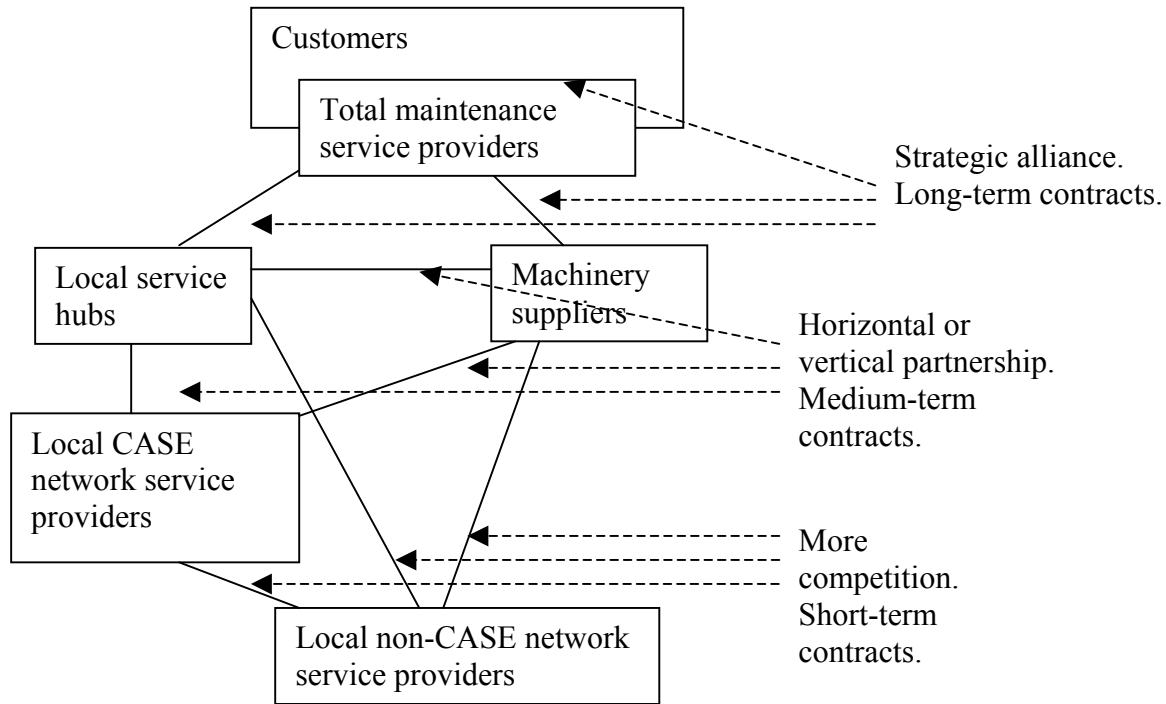 Customers
Total maintenance
service providers
Strategic alliance.
Long-term contracts.
Local service
hubs
Machinery
suppliers
Horizontal or
vertical partnership.
Medium-term
contracts.
Local CASE
network service
providers
More
competition.
Short-term
contracts.
Local non-CASE network
service providers